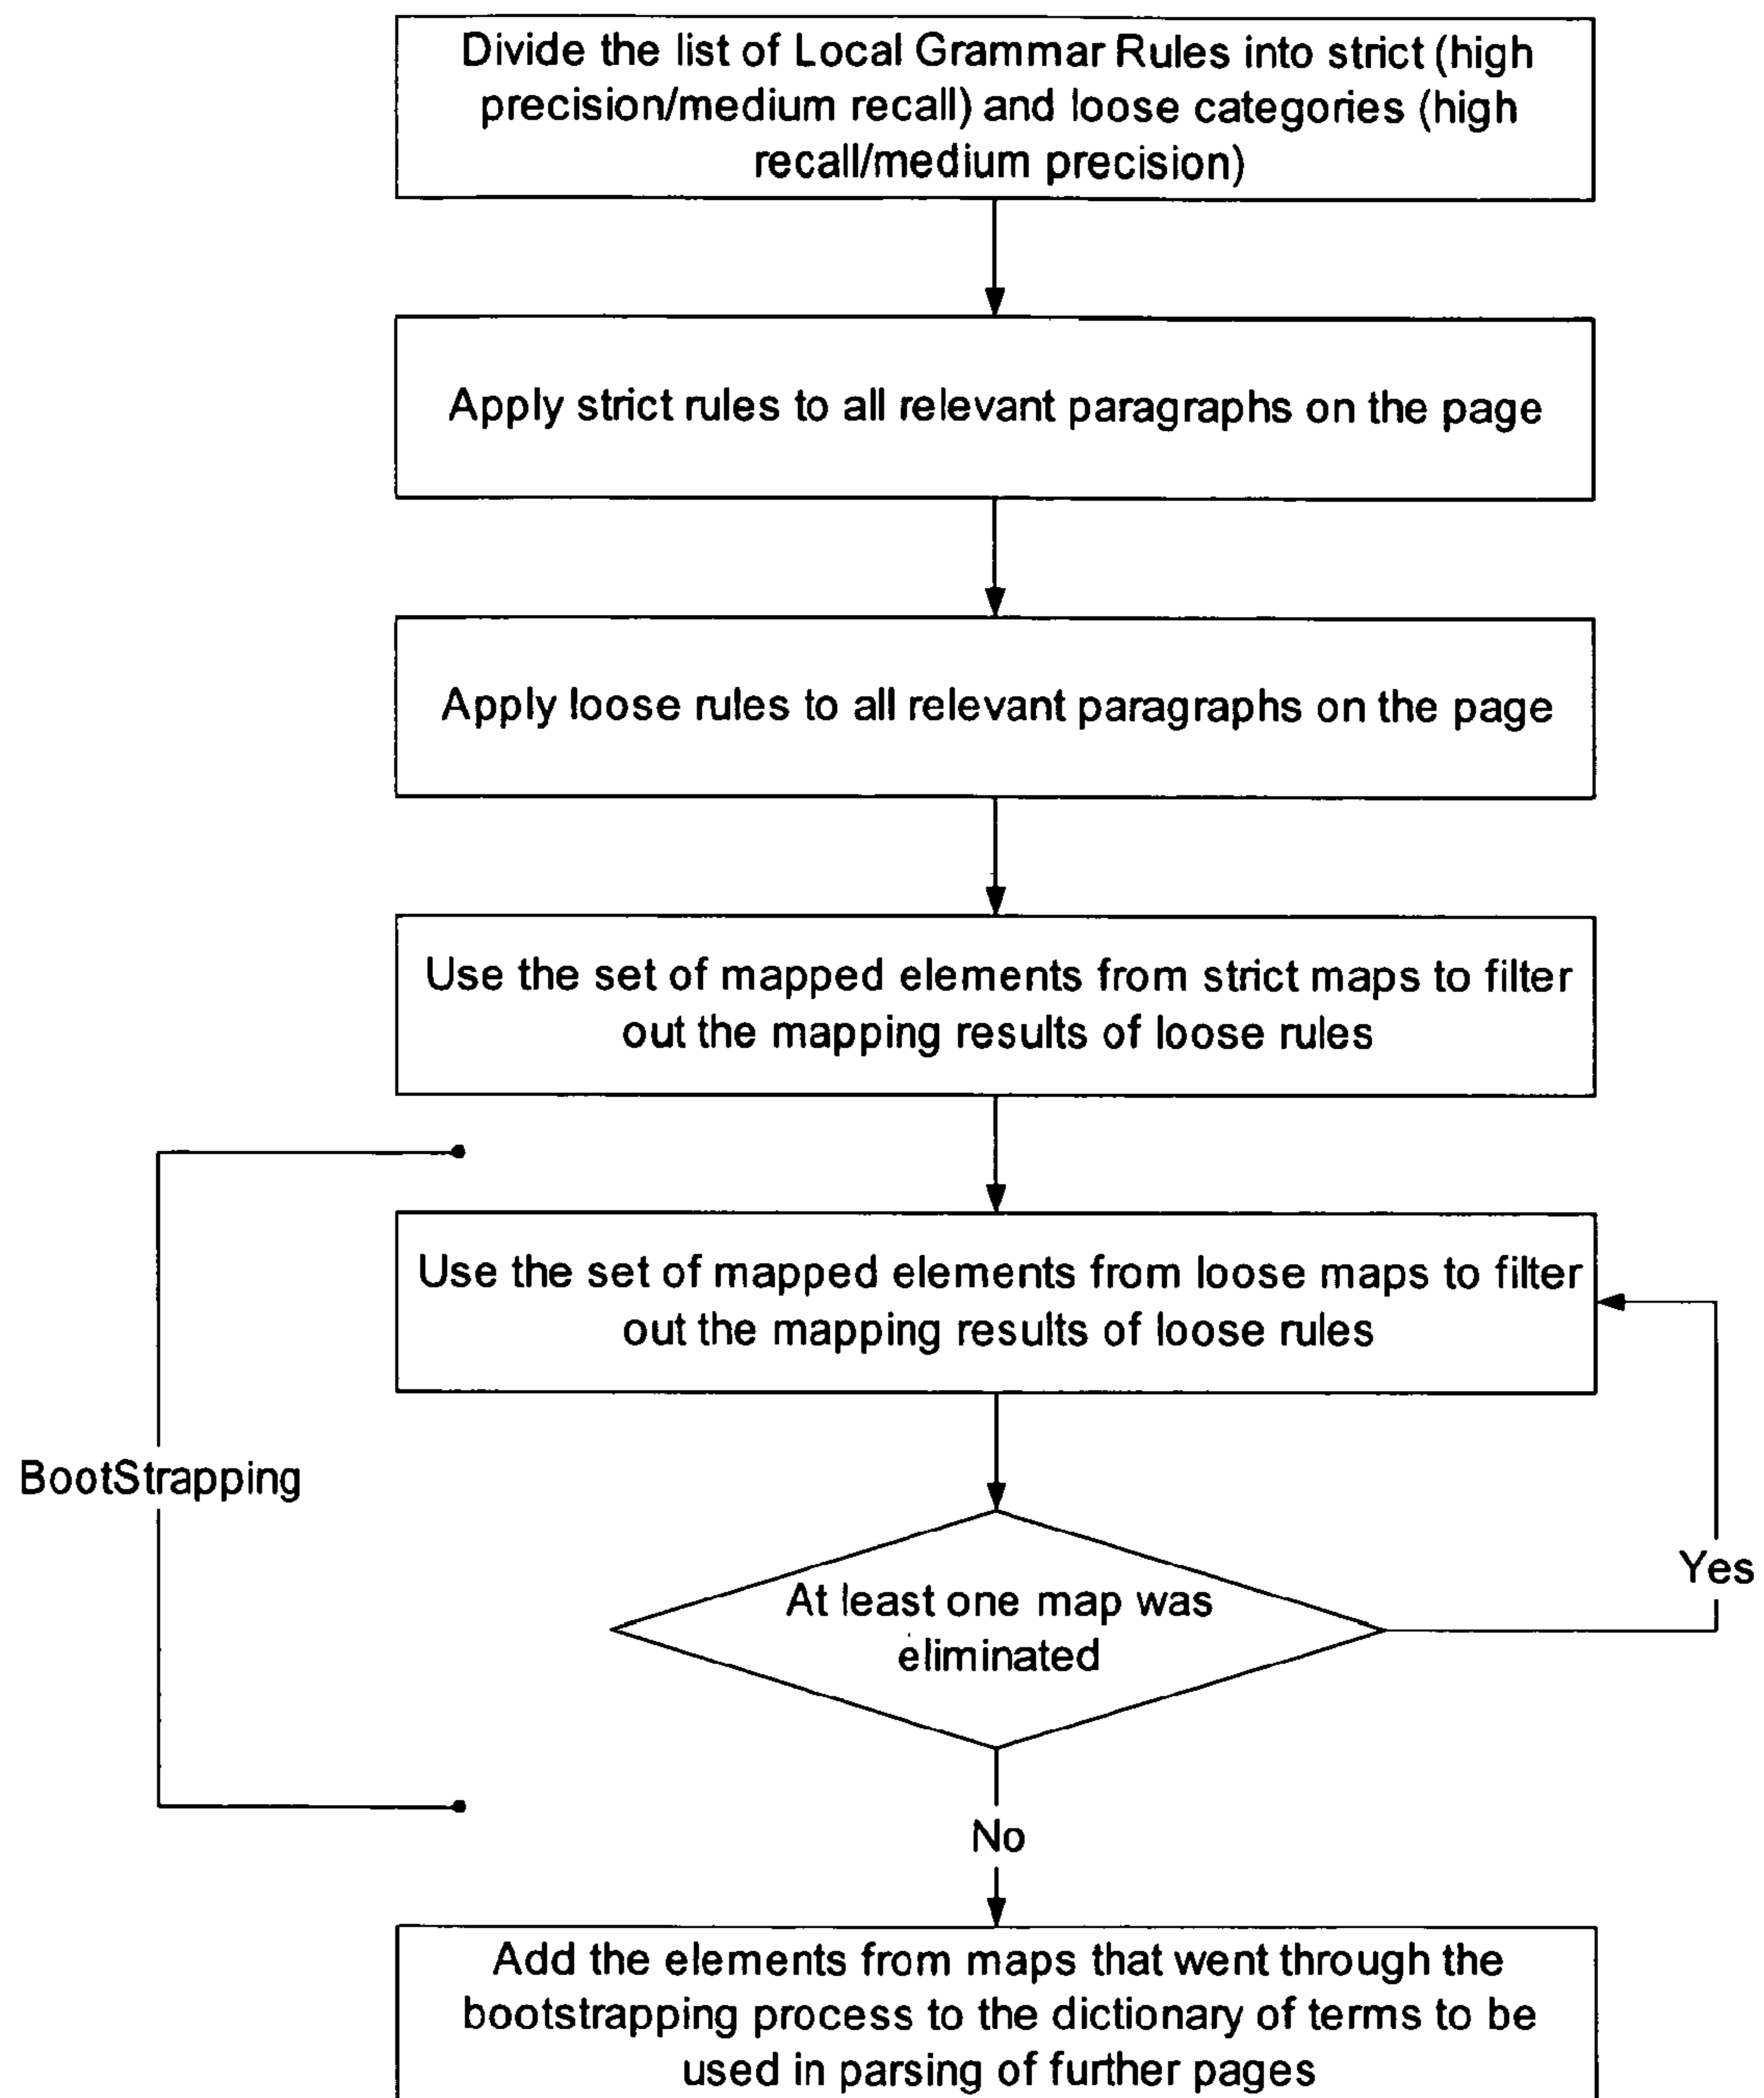 Divide the list of Local Grammar Rules into strict (high
precision/medium recall) and loose categories (high
recall/medium precision)
Apply strict rules to all relevant paragraphs on the page
Apply loose rules to all relevant paragraphs on the page
Use the set of mapped elements from strict maps to filter
out the mapping results of loose rules
Use the set of mapped elements from loose maps to filter
out the mapping results of loose rules
BootStrapping
Yes
At least one map was
eliminated
No
Add the elements from maps that went through the
bootstrapping process to the dictionary of terms to be
used in parsing of further pages